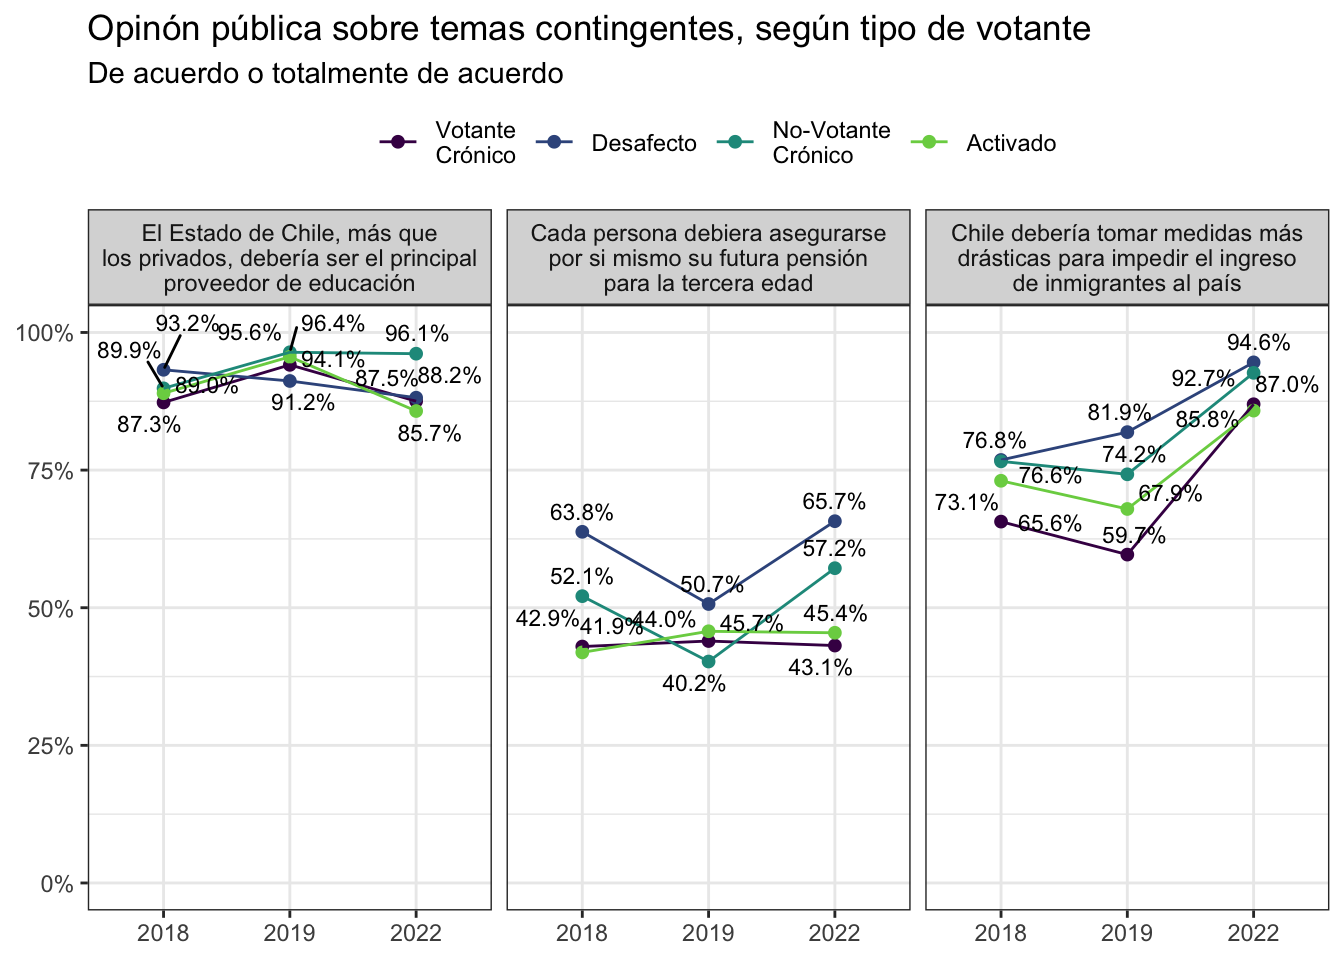 Opinón pública sobre temas contingentes, según tipo de votante
De acuerdo o totalmente de acuerdo
Votante
Crónico
Desafecto
No-Votante
Crónico
Activado
El Estado de Chile, más que
los privados, debería ser el principal
proveedor de educación
Cada persona debiera asegurarse
por si mismo su futura pensión
para la tercera edad
Chile debería tomar medidas más
drásticas para impedir el ingreso
de inmigrantes al país
100%
75%
50%
25%
0%
93.2%
95.6%
96.4%
96.1%
89.9%
94.1%
89.0%
87.5%
88.2%
91.2%
87.3%
85.7%
63.8%
65.7%
57.2%
52.1%
50.7%
42.9%
41.9%
44.0%
45.7%
45.4%
40.2%
43.1%
94.6%
92.7%
87.0%
81.9%
85.8%
76.8%
74.2%
76.6%
67.9%
73.1%
65.6%
59.7%
2018
2019
2022
2018
2019
2022
2018
2019
2022